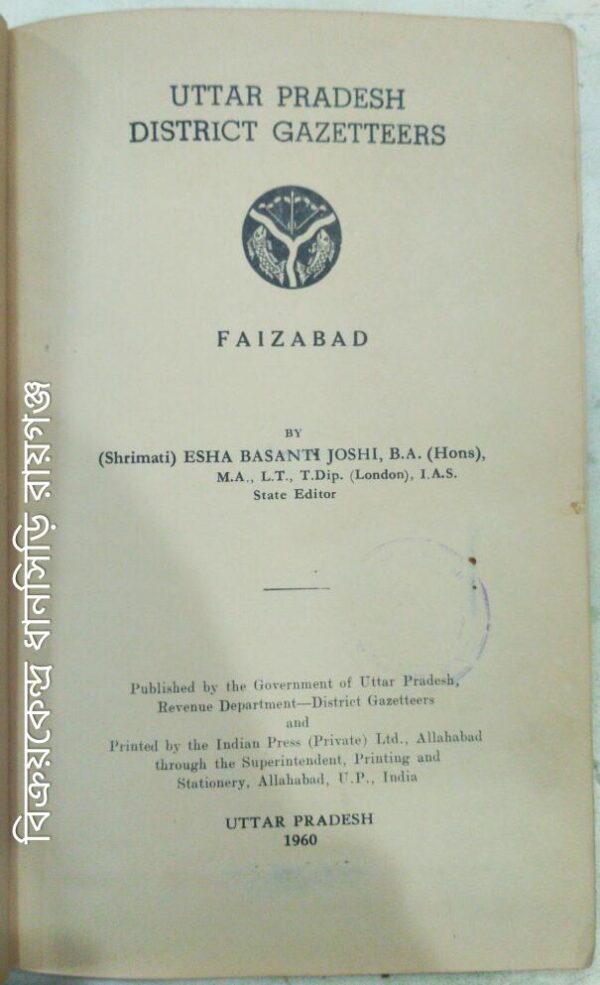 UTTAR PRADESH
DISTRICT GAZETTEERS
FAIZABAD
BY
(Shrimati) ESHA BASANTI JOSHI, B.A. (Hons),
M.A., L.T., T.Dip. (London), I.A.S.
State Editor
Published by the Government of Uttar Pradesh,
Revenue Department—District Gazetteers
and
Printed by the Indian Press (Private) Ltd., Allahabad
through the Superintendent, Printing and
Stationery, Allahabad, U.P., India
UTTAR PRADESH
1960
বিক্রয়কেন্দ্র ধানসিড়ি রায়গঞ্জ